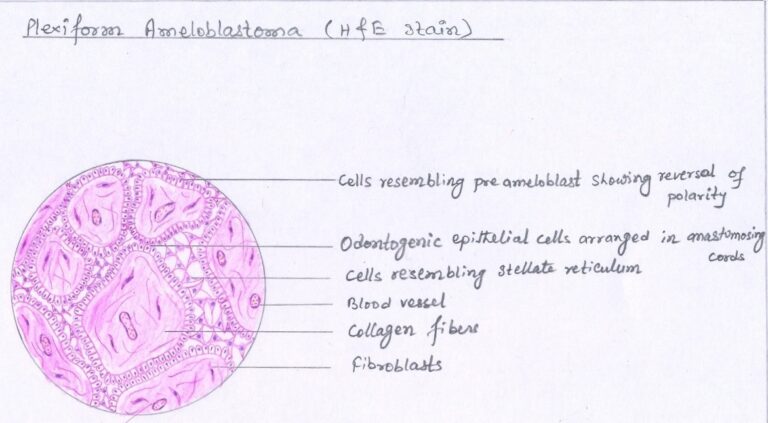 Plexiform Ameloblastoma (H & E stain)
Cells resembling pre ameloblast showing reversal of
polarity
Odontogenic epithelial cells arranged in anastomosing
cords
Cells resembling stellate reticulum
Blood vessel
Collagen fibers
Fibroblasts